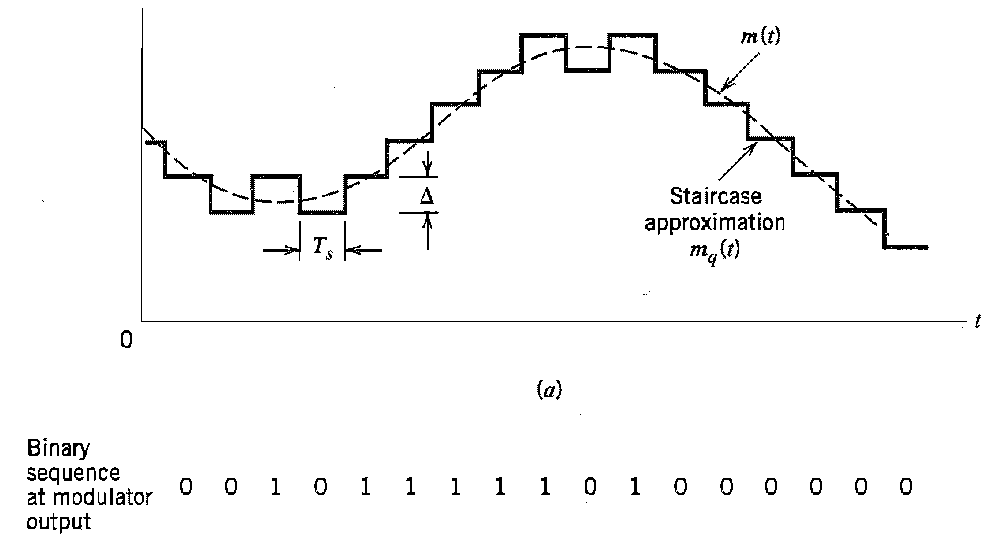 m(t)
Δ
Staircase
approximation
m_q(t)
T_s
0
t
(a)
Binary
sequence
at modulator
output
0 0 1 0 1 1 1 1 1 0 1 0 0 0 0 0 0